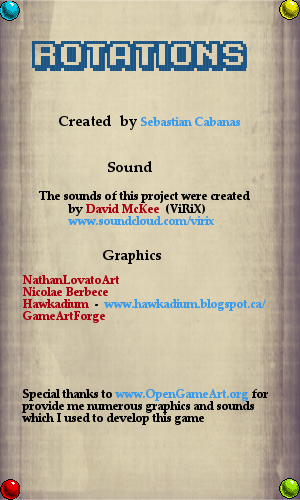 ROTATIONS
Created by Sebastian Cabanas
Sound
The sounds of this project were created
by David McKee (ViRiX)
www.soundcloud.com/virix
Graphics
NathanLovatoArt
Nicolae Berbece
Hawkadium - www.hawkadium.blogspot.ca/
GameArtForge
Special thanks to www.OpenGameArt.org for
provide me numerous graphics and sounds
which I used to develop this game